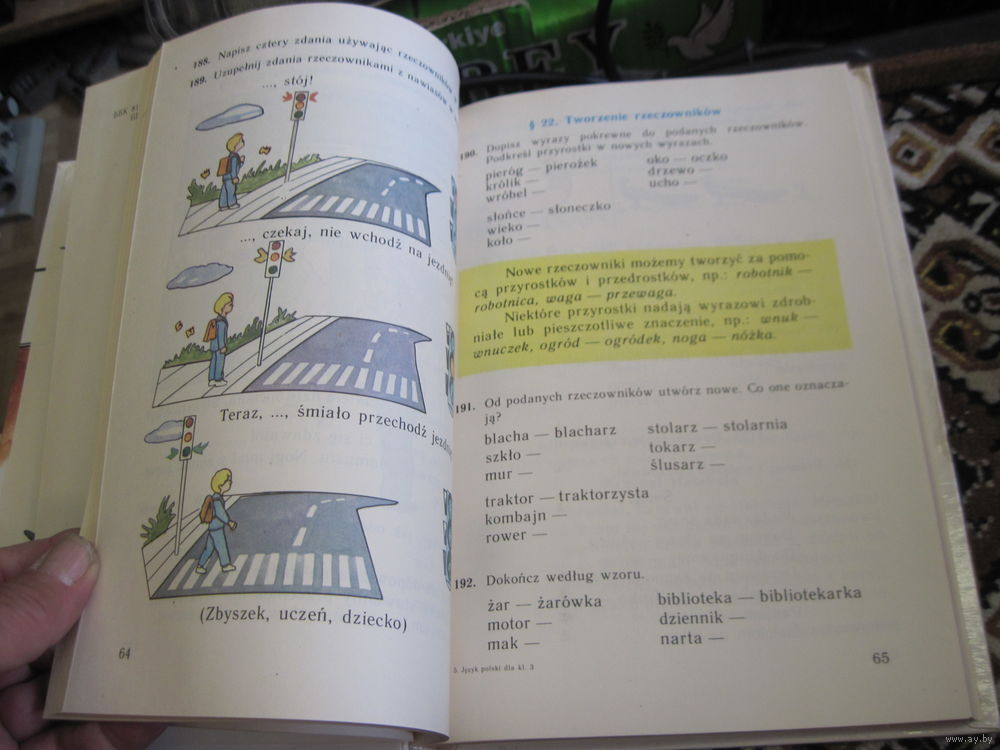 188. Napisz cztery zdania używając rzeczowników
189. Uzupełnij zdania rzeczownikami z nawiasów
..., stój!
..., czekaj, nie wchodź na jezdnię!
Teraz, ..., śmiało przechodź
(Zbyszek, uczeń, dziecko)
64
§ 22. Tworzenie rzeczowników
190. Dopisz wyrazy pokrewne do podanych rzeczowników.
Podkreśl przyrostki w nowych wyrazach.
pieróg — pierożek oko — oczko
królik — drzewo —
wróbel — ucho —
słońce — słoneczko
wieko —
koło —
Nowe rzeczowniki możemy tworzyć za pomo-
cą przyrostków i przedrostków, np.: robotnik —
robotnica, waga — przewaga.
Niektóre przyrostki nadają wyrazowi zdrob-
niałe lub pieszczotliwe znaczenie, np.: wnuk —
wnuczek, ogród — ogródek, noga — nóżka.
191. Od podanych rzeczowników utwórz nowe. Co one oznacza-
ją?
blacha — blacharz stolarz — stolarnia
szkło — tokarz —
mur — ślusarz —
traktor — traktorzysta
kombajn —
rower —
192. Dokończ według wzoru.
żar — żarówka biblioteka — bibliotekarka
motor — dziennik —
mak — narta —
5. Język polski dla kl. 3
65
www.ay.by